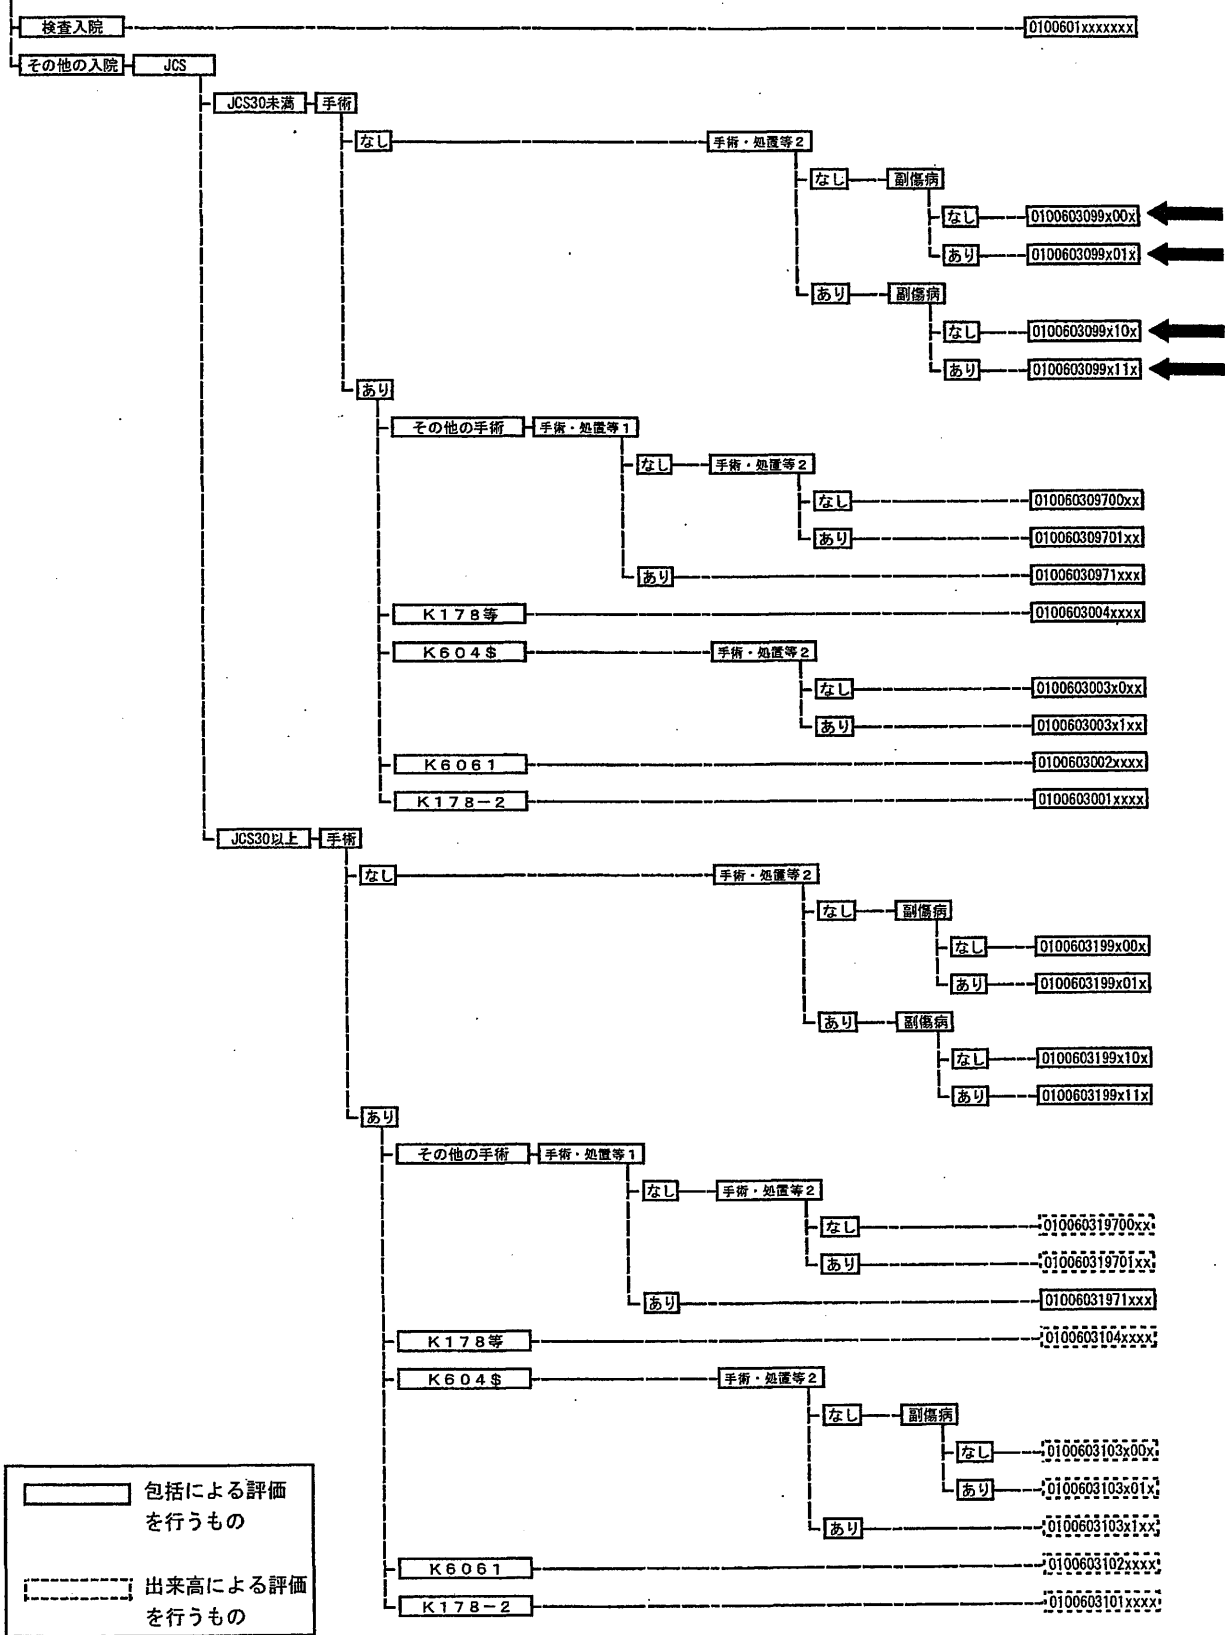 検査入院 0100601xxxxxxx
その他の入院 JCS
JCS30未満 手術
なし 手術・処置等2
なし 副傷病
なし 0100603099x00x
あり 0100603099x01x
あり 副傷病
なし 0100603099x10x
あり 0100603099x11x
あり
その他の手術 手術・処置等1
なし 手術・処置等2
なし 010060309700xx
あり 010060309701xx
あり 01006030971xxx
K178等 0100603004xxxx
K604$ 手術・処置等2
なし 0100603003x0xx
あり 0100603003x1xx
K6061 0100603002xxxx
K178-2 0100603001xxxx
JCS30以上 手術
なし 手術・処置等2
なし 副傷病
なし 0100603199x00x
あり 0100603199x01x
あり 副傷病
なし 0100603199x10x
あり 0100603199x11x
あり
その他の手術 手術・処置等1
なし 手術・処置等2
なし 010060319700xx
あり 010060319701xx
あり 01006031971xxx
K178等 0100603104xxxx
K604$ 手術・処置等2
なし 副傷病
なし 0100603103x00x
あり 0100603103x01x
あり 0100603103x1xx
K6061 0100603102xxxx
K178-2 0100603101xxxx
包括による評価
を行うもの
出来高による評価
を行うもの